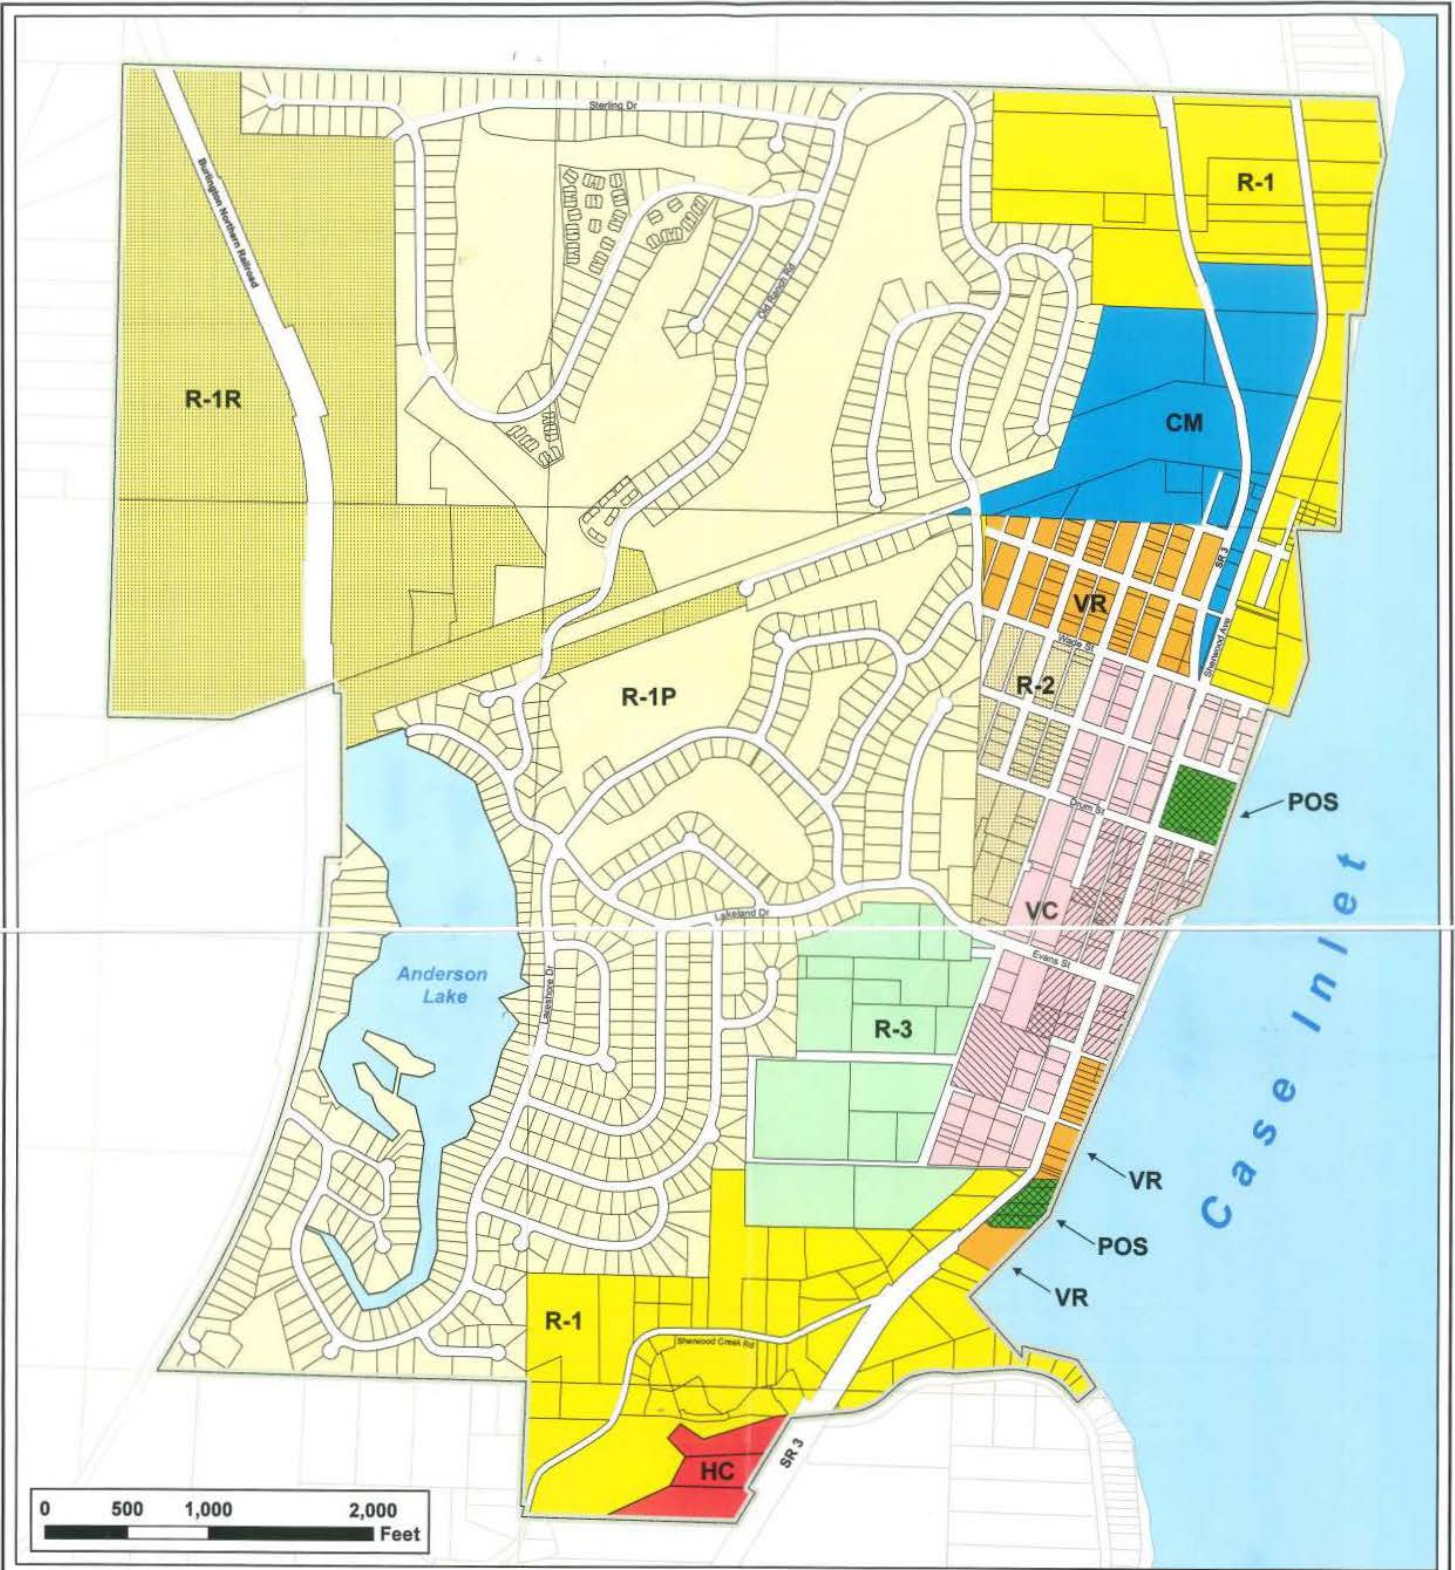 Sterling Dr
Burlington Northern Railroad
R-1
Old Ranch Rd
R-1R
CM
SR 3
VR
Wade St
Sherwood Ave
R-2
R-1P
POS
Drum St
VC
Lakeland Dr
Evans St
Anderson
Lake
Lakeshore Dr
R-3
Case Inlet
VR
POS
VR
R-1
Sherwood Creek Rd
SR 3
HC
0 500 1,000 2,000
Feet